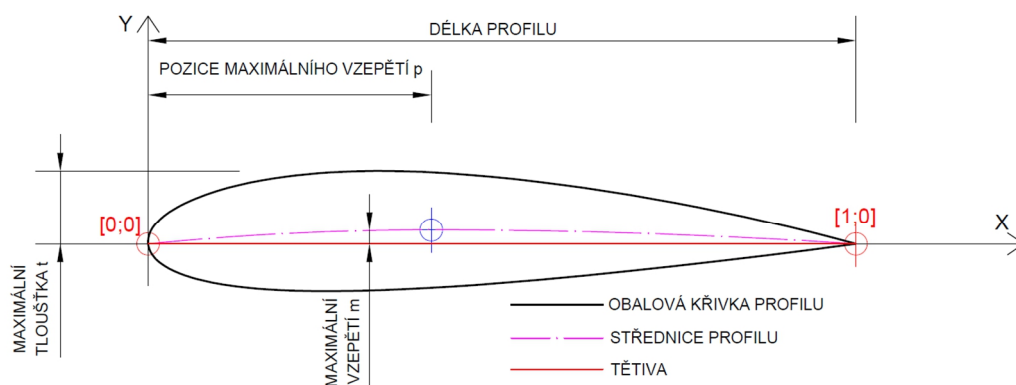 Y
DÉLKA PROFILU
POZICE MAXIMÁLNÍHO VZEPĚTÍ p
[0;0]
[1;0]
X
MAXIMÁLNÍ
TLOUŠŤKA t
MAXIMÁLNÍ
VZEPĚTÍ m
OBALOVÁ KŘIVKA PROFILU
STŘEDNICE PROFILU
TĚTIVA